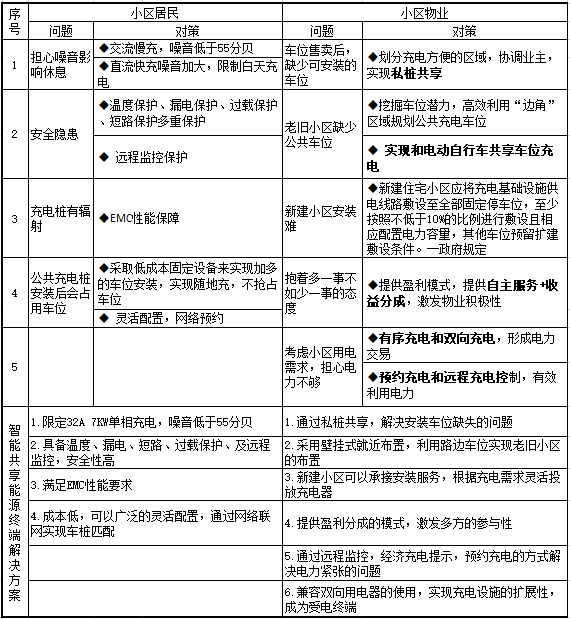 序号
小区居民
小区物业
问题
对策
问题
对策
1
担心噪音影
响休息
◆交流慢充，噪音低于55分贝
◆直流快充噪音加大，限制白天充
电
车位售卖后，
缺少可安装的
车位
◆划分充电方便的区域，协调业主，
实现私桩共享
2
安全隐患
◆温度保护、漏电保护、过载保护
、短路保护多重保护
◆ 远程监控保护
老旧小区缺少
公共车位
◆挖掘车位潜力，高效利用“边角”
区域规划公共充电车位
◆ 实现和电动自行车共享车位充
电
3
充电桩有辐
射
◆EMC性能保障
新建小区安装
难
◆新建住宅小区应将充电基础设施供
电线路敷设至全部固定停车位，至少
按照不低于10%的比例进行敷设且相
应配置电力容量，其他车位预留扩建
敷设条件。—政府规定
4
公共充电桩
安装后会占
用车位
◆采取低成本固定设备来实现加多
的车位安装，实现随地充，不抢占
车位
◆ 灵活配置，网络预约
抱着多一事不
如少一事的态
度
◆提供盈利模式，提供自主服务+收
益分成，激发物业积极性
5
考虑小区用电
需求，担心电
力不够
◆有序充电和双向充电，形成电力
交易
◆预约充电和远程充电控制，有效
利用电力
智能共享能源终端解决方案
1.限定32A 7KW单相充电，噪音低于55分贝
2.具备温度、漏电、短路、过载保护、及远程
监控，安全性高
3.满足EMC性能要求
4.成本低，可以广泛的灵活配置，通过网络联
网实现车桩匹配
1.通过私桩共享，解决安装车位缺失的问题
2.采用壁挂式就近布置，利用路边车位实现老旧小区
的布置
3.新建小区可以承接安装服务，根据充电需求灵活投
放充电器
4.提供盈利分成的模式，激发多方的参与性
5.通过远程监控，经济充电提示，预约充电的方式解
决电力紧张的问题
6.兼容双向用电器的使用，实现充电设施的扩展性，
成为受电终端